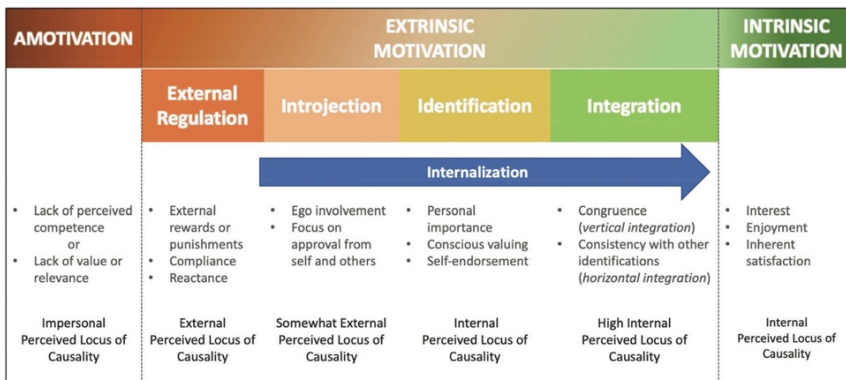 AMOTIVATION
EXTRINSIC
MOTIVATION
INTRINSIC
MOTIVATION
External
Regulation
Introjection
Identification
Integration
Internalization
• Lack of perceived
competence
or
• Lack of value or
relevance
• External
rewards or
punishments
• Compliance
• Reactance
• Ego involvement
• Focus on
approval from
self and others
• Personal
importance
• Conscious valuing
• Self-endorsement
• Congruence
(vertical integration)
• Consistency with other
identifications
(horizontal integration)
• Interest
• Enjoyment
• Inherent
satisfaction
Impersonal
Perceived Locus of
Causality
External
Perceived Locus of
Causality
Somewhat External
Perceived Locus of
Causality
Internal
Perceived Locus of
Causality
High Internal
Perceived Locus of
Causality
Internal
Perceived Locus of
Causality